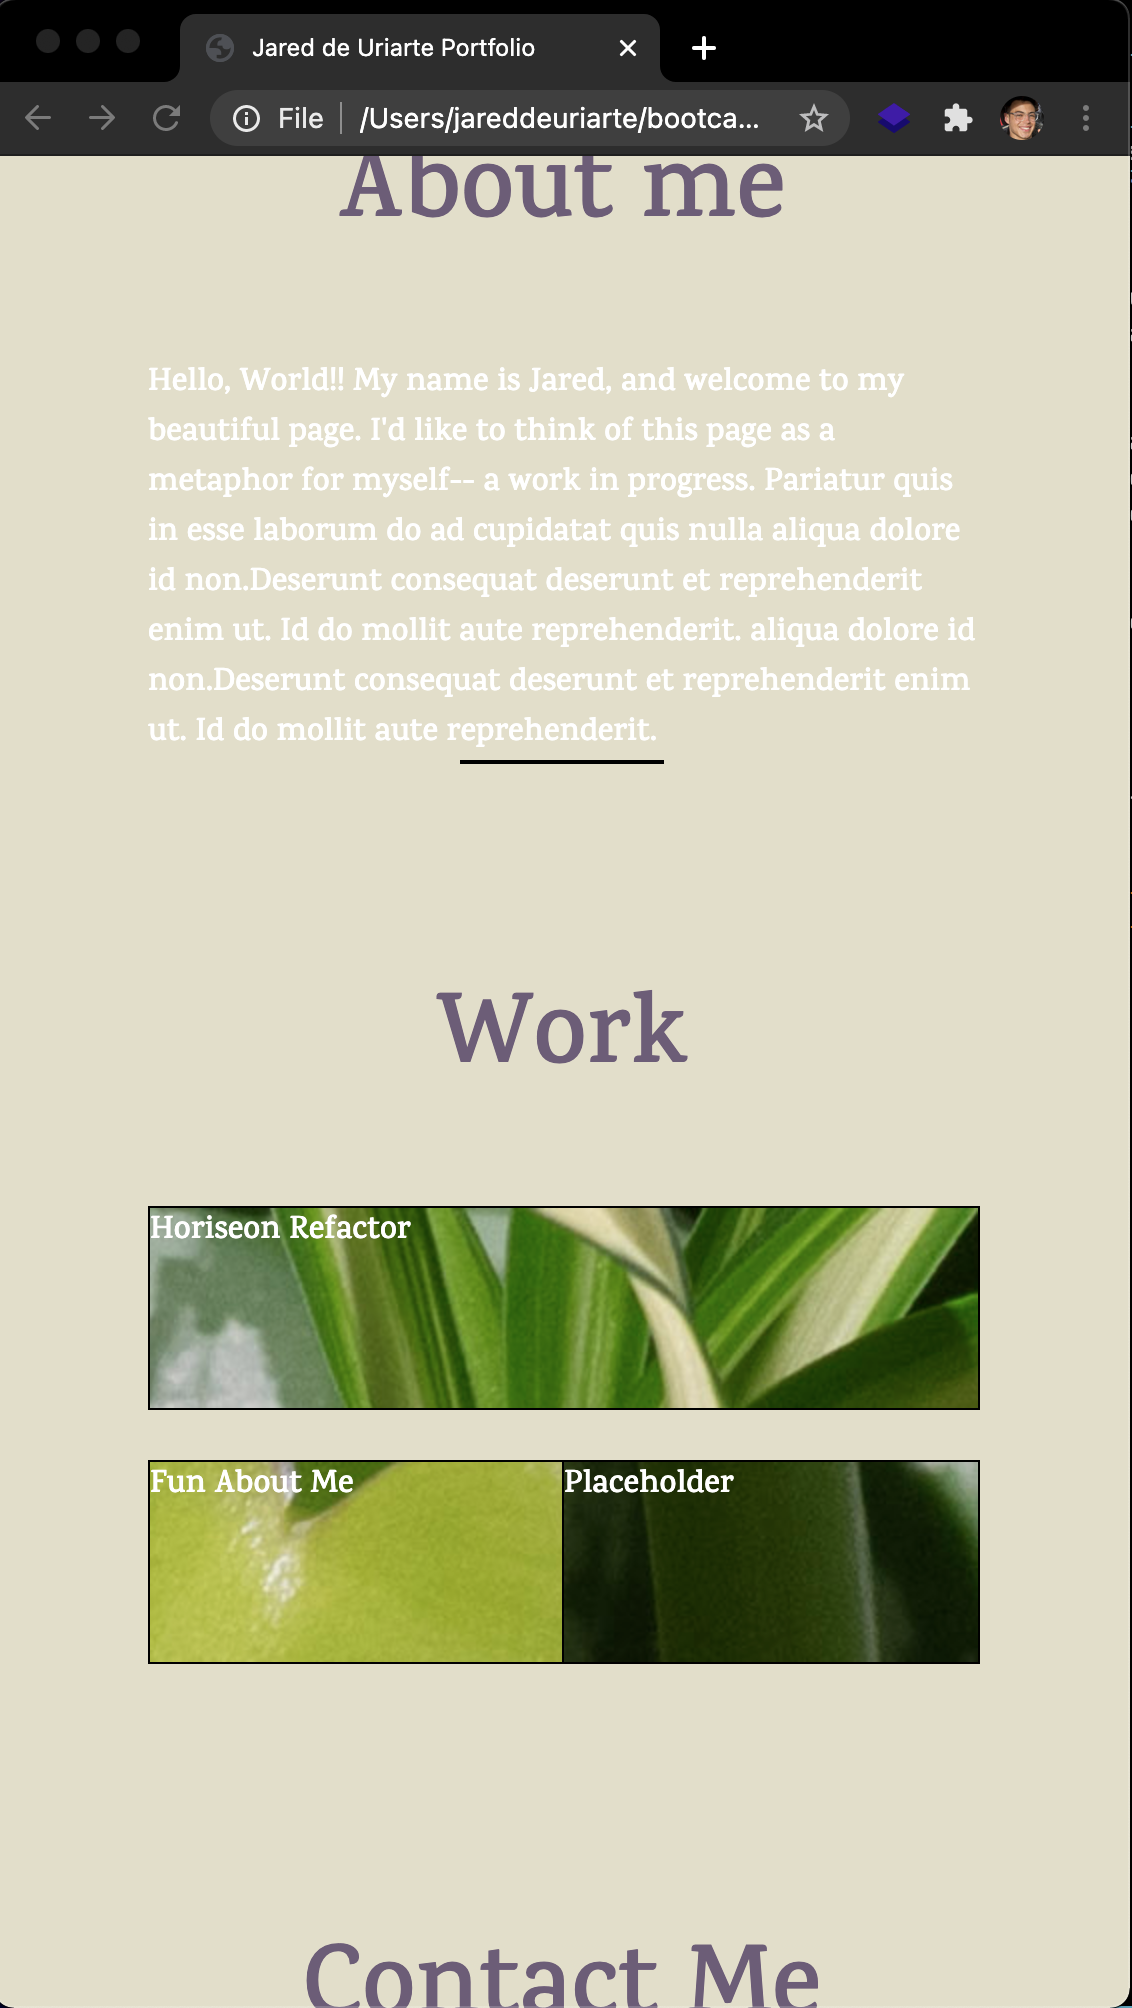 Jared de Uriarte Portfolio
File
/Users/jareddeuriarte/bootca...
About me
Hello, World!! My name is Jared, and welcome to my
beautiful page. I'd like to think of this page as a
metaphor for myself-- a work in progress. Pariatur quis
in esse laborum do ad cupidatat quis nulla aliqua dolore
id non.Deserunt consequat deserunt et reprehenderit
enim ut. Id do mollit aute reprehenderit. aliqua dolore id
non.Deserunt consequat deserunt et reprehenderit enim
ut. Id do mollit aute reprehenderit.
Work
Horiseon Refactor
Fun About Me
Placeholder
Contact Me